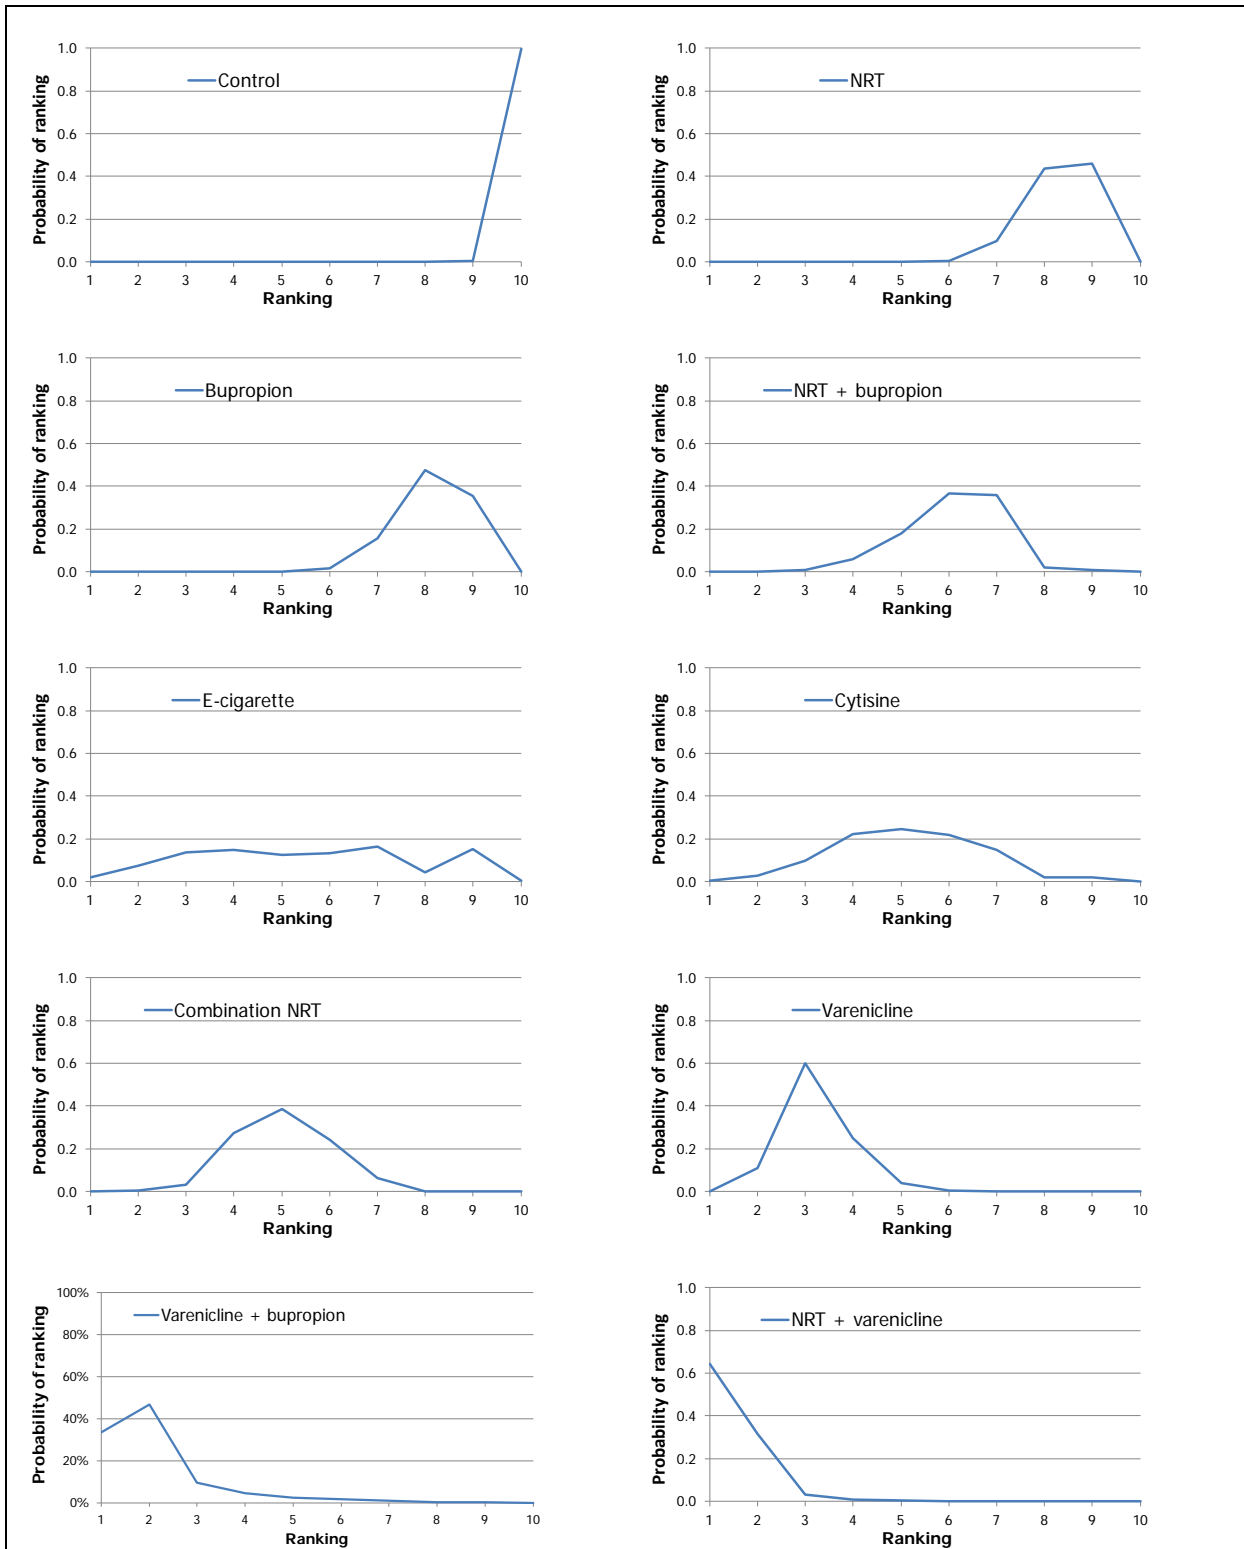 Control
Probability of ranking
1.0
0.8
0.6
0.4
0.2
0.0
1 2 3 4 5 6 7 8 9 10
Ranking
NRT
Probability of ranking
1.0
0.8
0.6
0.4
0.2
0.0
1 2 3 4 5 6 7 8 9 10
Ranking
Bupropion
Probability of ranking
1.0
0.8
0.6
0.4
0.2
0.0
1 2 3 4 5 6 7 8 9 10
Ranking
NRT + bupropion
Probability of ranking
1.0
0.8
0.6
0.4
0.2
0.0
1 2 3 4 5 6 7 8 9 10
Ranking
E-cigarette
Probability of ranking
1.0
0.8
0.6
0.4
0.2
0.0
1 2 3 4 5 6 7 8 9 10
Ranking
Cytisine
Probability of ranking
1.0
0.8
0.6
0.4
0.2
0.0
1 2 3 4 5 6 7 8 9 10
Ranking
Combination NRT
Probability of ranking
1.0
0.8
0.6
0.4
0.2
0.0
1 2 3 4 5 6 7 8 9 10
Ranking
Varenicline
Probability of ranking
1.0
0.8
0.6
0.4
0.2
0.0
1 2 3 4 5 6 7 8 9 10
Ranking
Varenicline + bupropion
Probability of ranking
100%
80%
60%
40%
20%
0%
1 2 3 4 5 6 7 8 9 10
Ranking
NRT + varenicline
Probability of ranking
1.0
0.8
0.6
0.4
0.2
0.0
1 2 3 4 5 6 7 8 9 10
Ranking